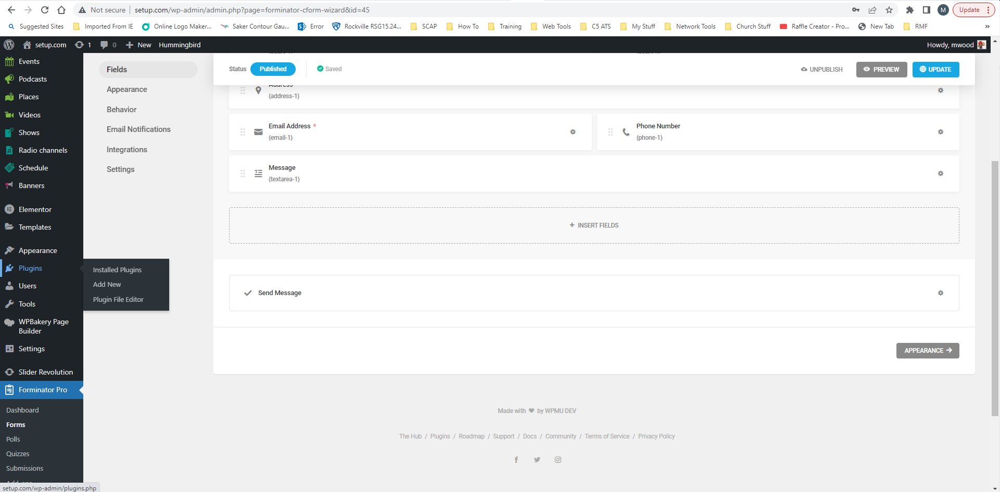 Not secure
setup.com/wp-admin/admin.php?page=forminator-cform-wizard&id=45
M
Update
Suggested Sites
Imported From IE
Online Logo Maker...
Saker Contour Gau...
Error
Rockville RSG15.24...
SCAP
How To
Training
Web Tools
C5 ATS
My Stuff
Network Tools
Church Stuff
Raffle Creator - Pro...
New Tab
RMF
»
setup.com
1
0
New
Hummingbird
Howdy, mwood
Events
Podcasts
Places
Videos
Shows
Radio channels
Schedule
Banners
Elementor
Templates
Appearance
Plugins
Users
Tools
WPBakery Page
Builder
Settings
Slider Revolution
Forminator Pro
Dashboard
Forms
Polls
Quizzes
Submissions
setup.com/wp-admin/plugins.php
Installed Plugins
Add New
Plugin File Editor
Fields
Appearance
Behavior
Email Notifications
Integrations
Settings
Status
Published
Saved
UNPUBLISH
PREVIEW
UPDATE
Address
{address-1}
Email Address *
{email-1}
Phone Number
{phone-1}
Message
{textarea-1}
+ INSERT FIELDS
Send Message
APPEARANCE
Made with ♥ by WPMU DEV
The Hub / Plugins / Roadmap / Support / Docs / Community / Terms of Service / Privacy Policy